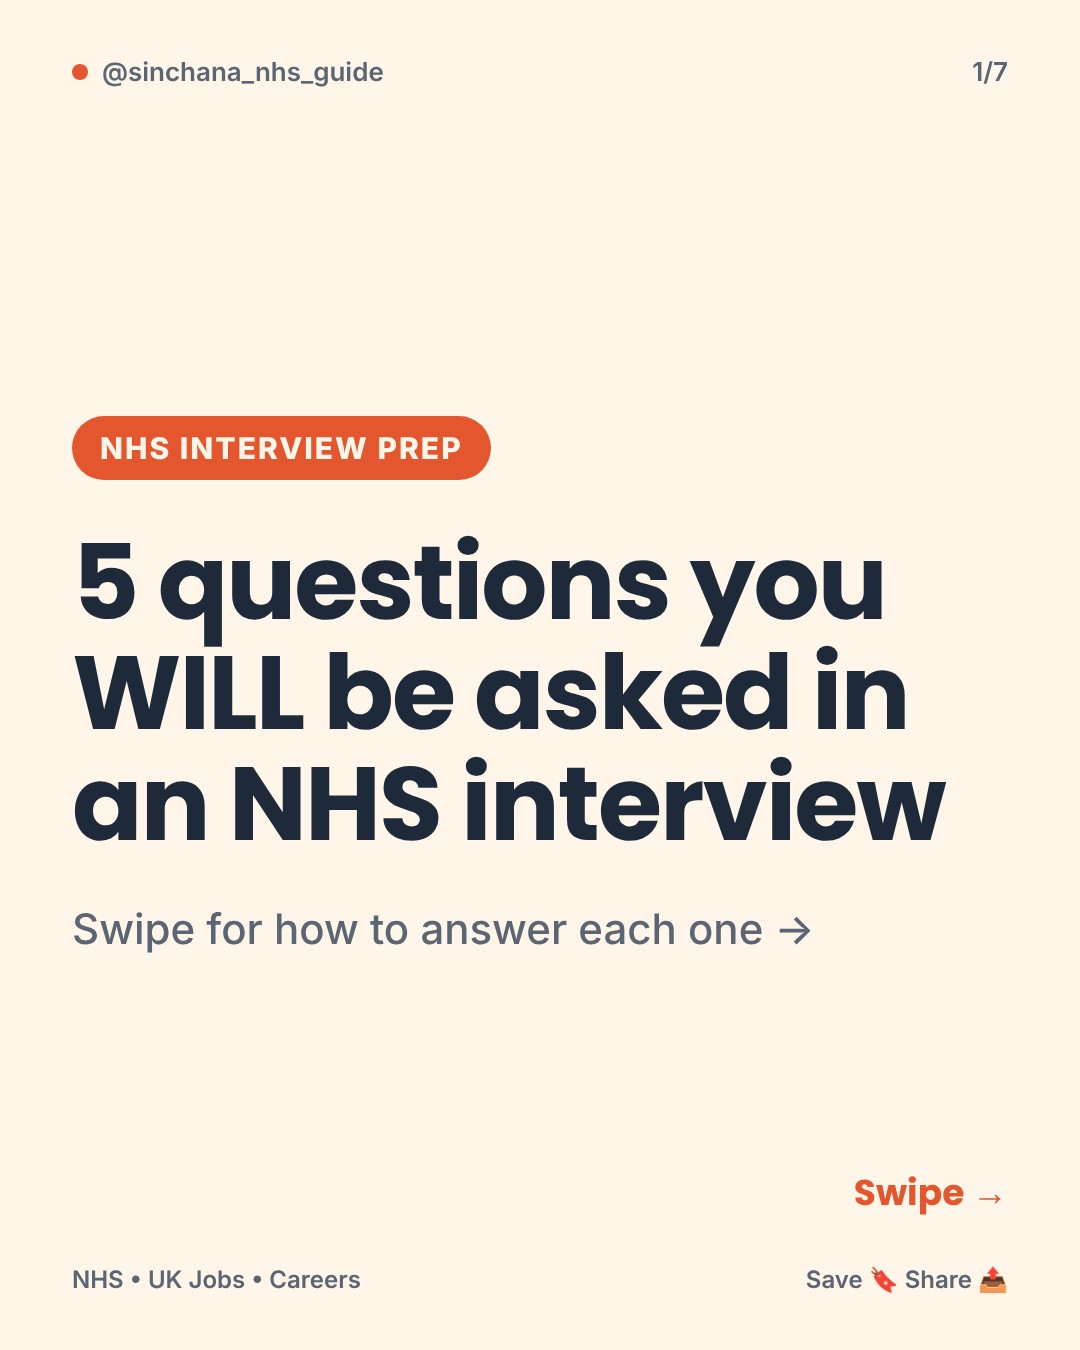 @sinchana_nhs_guide
1/7
NHS INTERVIEW PREP
5 questions you
WILL be asked in
an NHS interview
Swipe for how to answer each one →
Swipe →
NHS • UK Jobs • Careers
Save 🔖 Share 📤